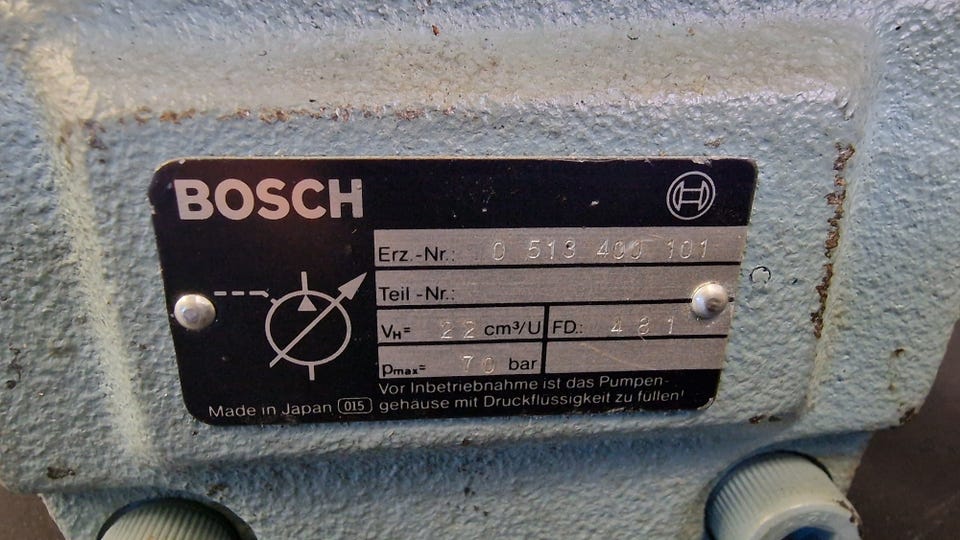 BOSCH
Erz.-Nr.: 0 513 400 101
Teil-Nr.:
VH= 22 cm³/U FD.: 481
pmax= 70 bar
Vor Inbetriebnahme ist das Pumpen-
Made in Japan 015 gehäuse mit Druckflüssigkeit zu füllen!